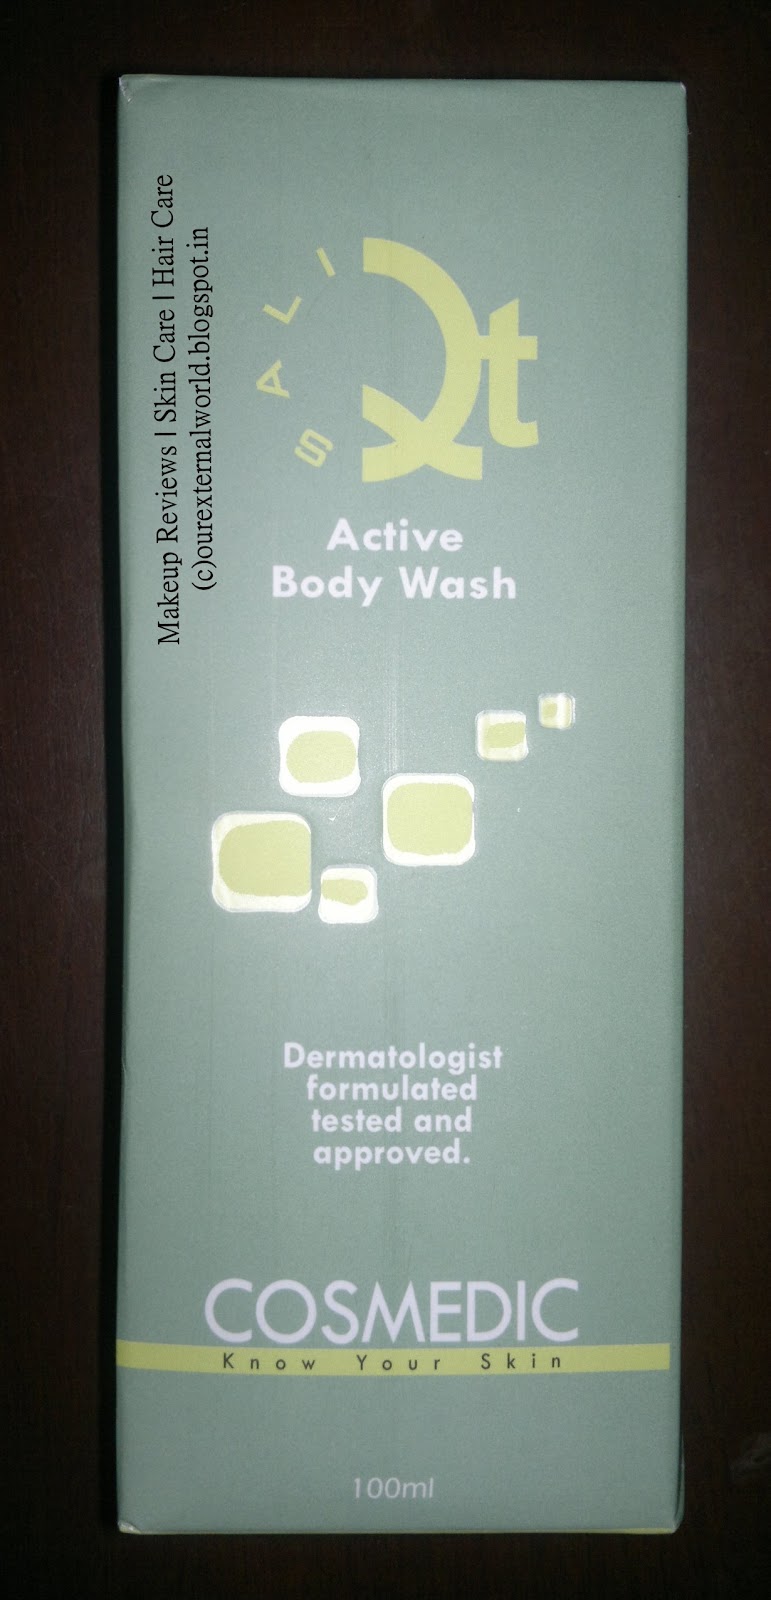 Makeup Reviews | Skin Care | Hair Care
(c)ourexternalworld.blogspot.in
SALI
Qt
Active
Body Wash
Dermatologist
formulated
tested and
approved.
COSMEDIC
Know Your Skin
100ml